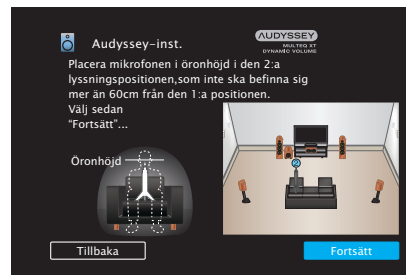 Audyssey-inst.
AUDYSSEY
MULTEQ XT
DYNAMIC VOLUME
Placera mikrofonen i öronhöjd i den 2:a
lyssningspositionen,som inte ska befinna sig
mer än 60cm från den 1:a positionen.
Välj sedan
“Fortsätt”...
Öronhöjd
2
Tillbaka
Fortsätt